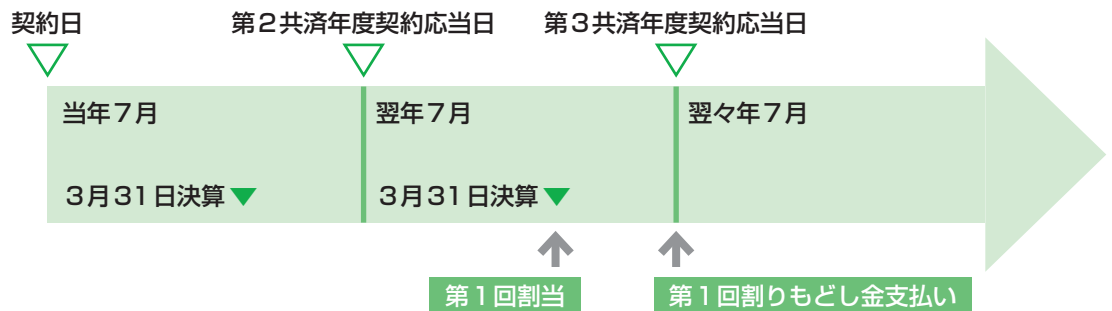 契約日
第2共済年度契約応当日
第3共済年度契約応当日
当年7月
翌年7月
翌々年7月
3月31日決算
3月31日決算
第1回割当
第1回割りもどし金支払い